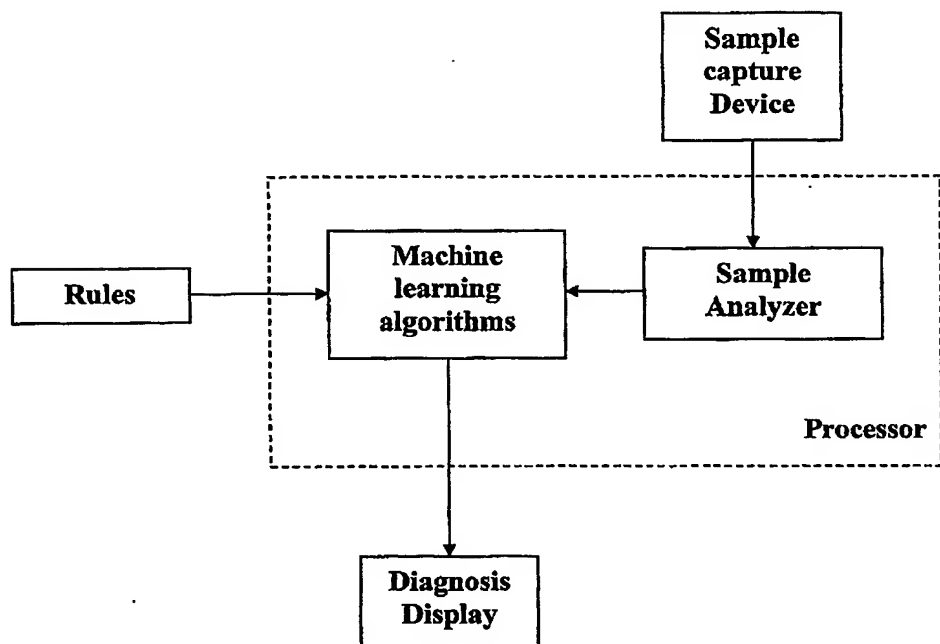 Sample
capture
Device
Machine
learning
algorithms
Sample
Analyzer
Rules
Processor
Diagnosis
Display